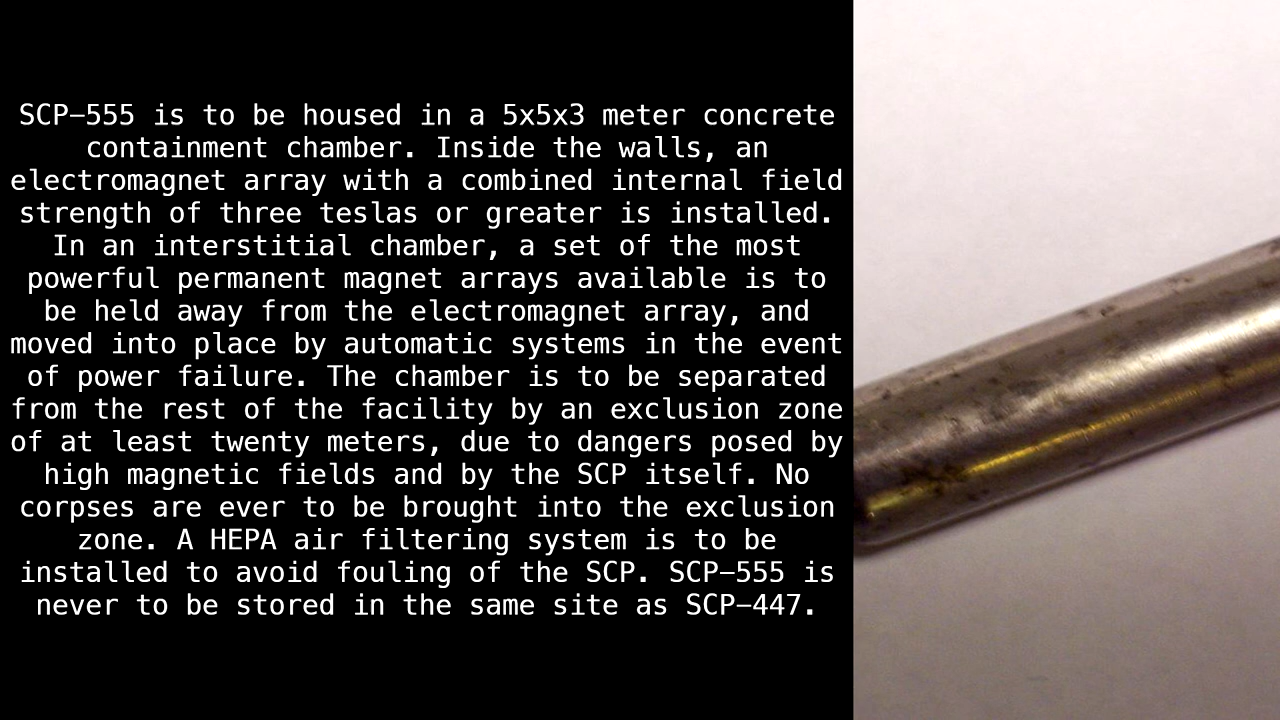 SCP–555 is to be housed in a 5x5x3 meter concrete
containment chamber. Inside the walls, an
electromagnet array with a combined internal field
strength of three teslas or greater is installed.
In an interstitial chamber, a set of the most
powerful permanent magnet arrays available is to
be held away from the electromagnet array, and
moved into place by automatic systems in the event
of power failure. The chamber is to be separated
from the rest of the facility by an exclusion zone
of at least twenty meters, due to dangers posed by
high magnetic fields and by the SCP itself. No
corpses are ever to be brought into the exclusion
zone. A HEPA air filtering system is to be
installed to avoid fouling of the SCP. SCP–555 is
never to be stored in the same site as SCP–447.